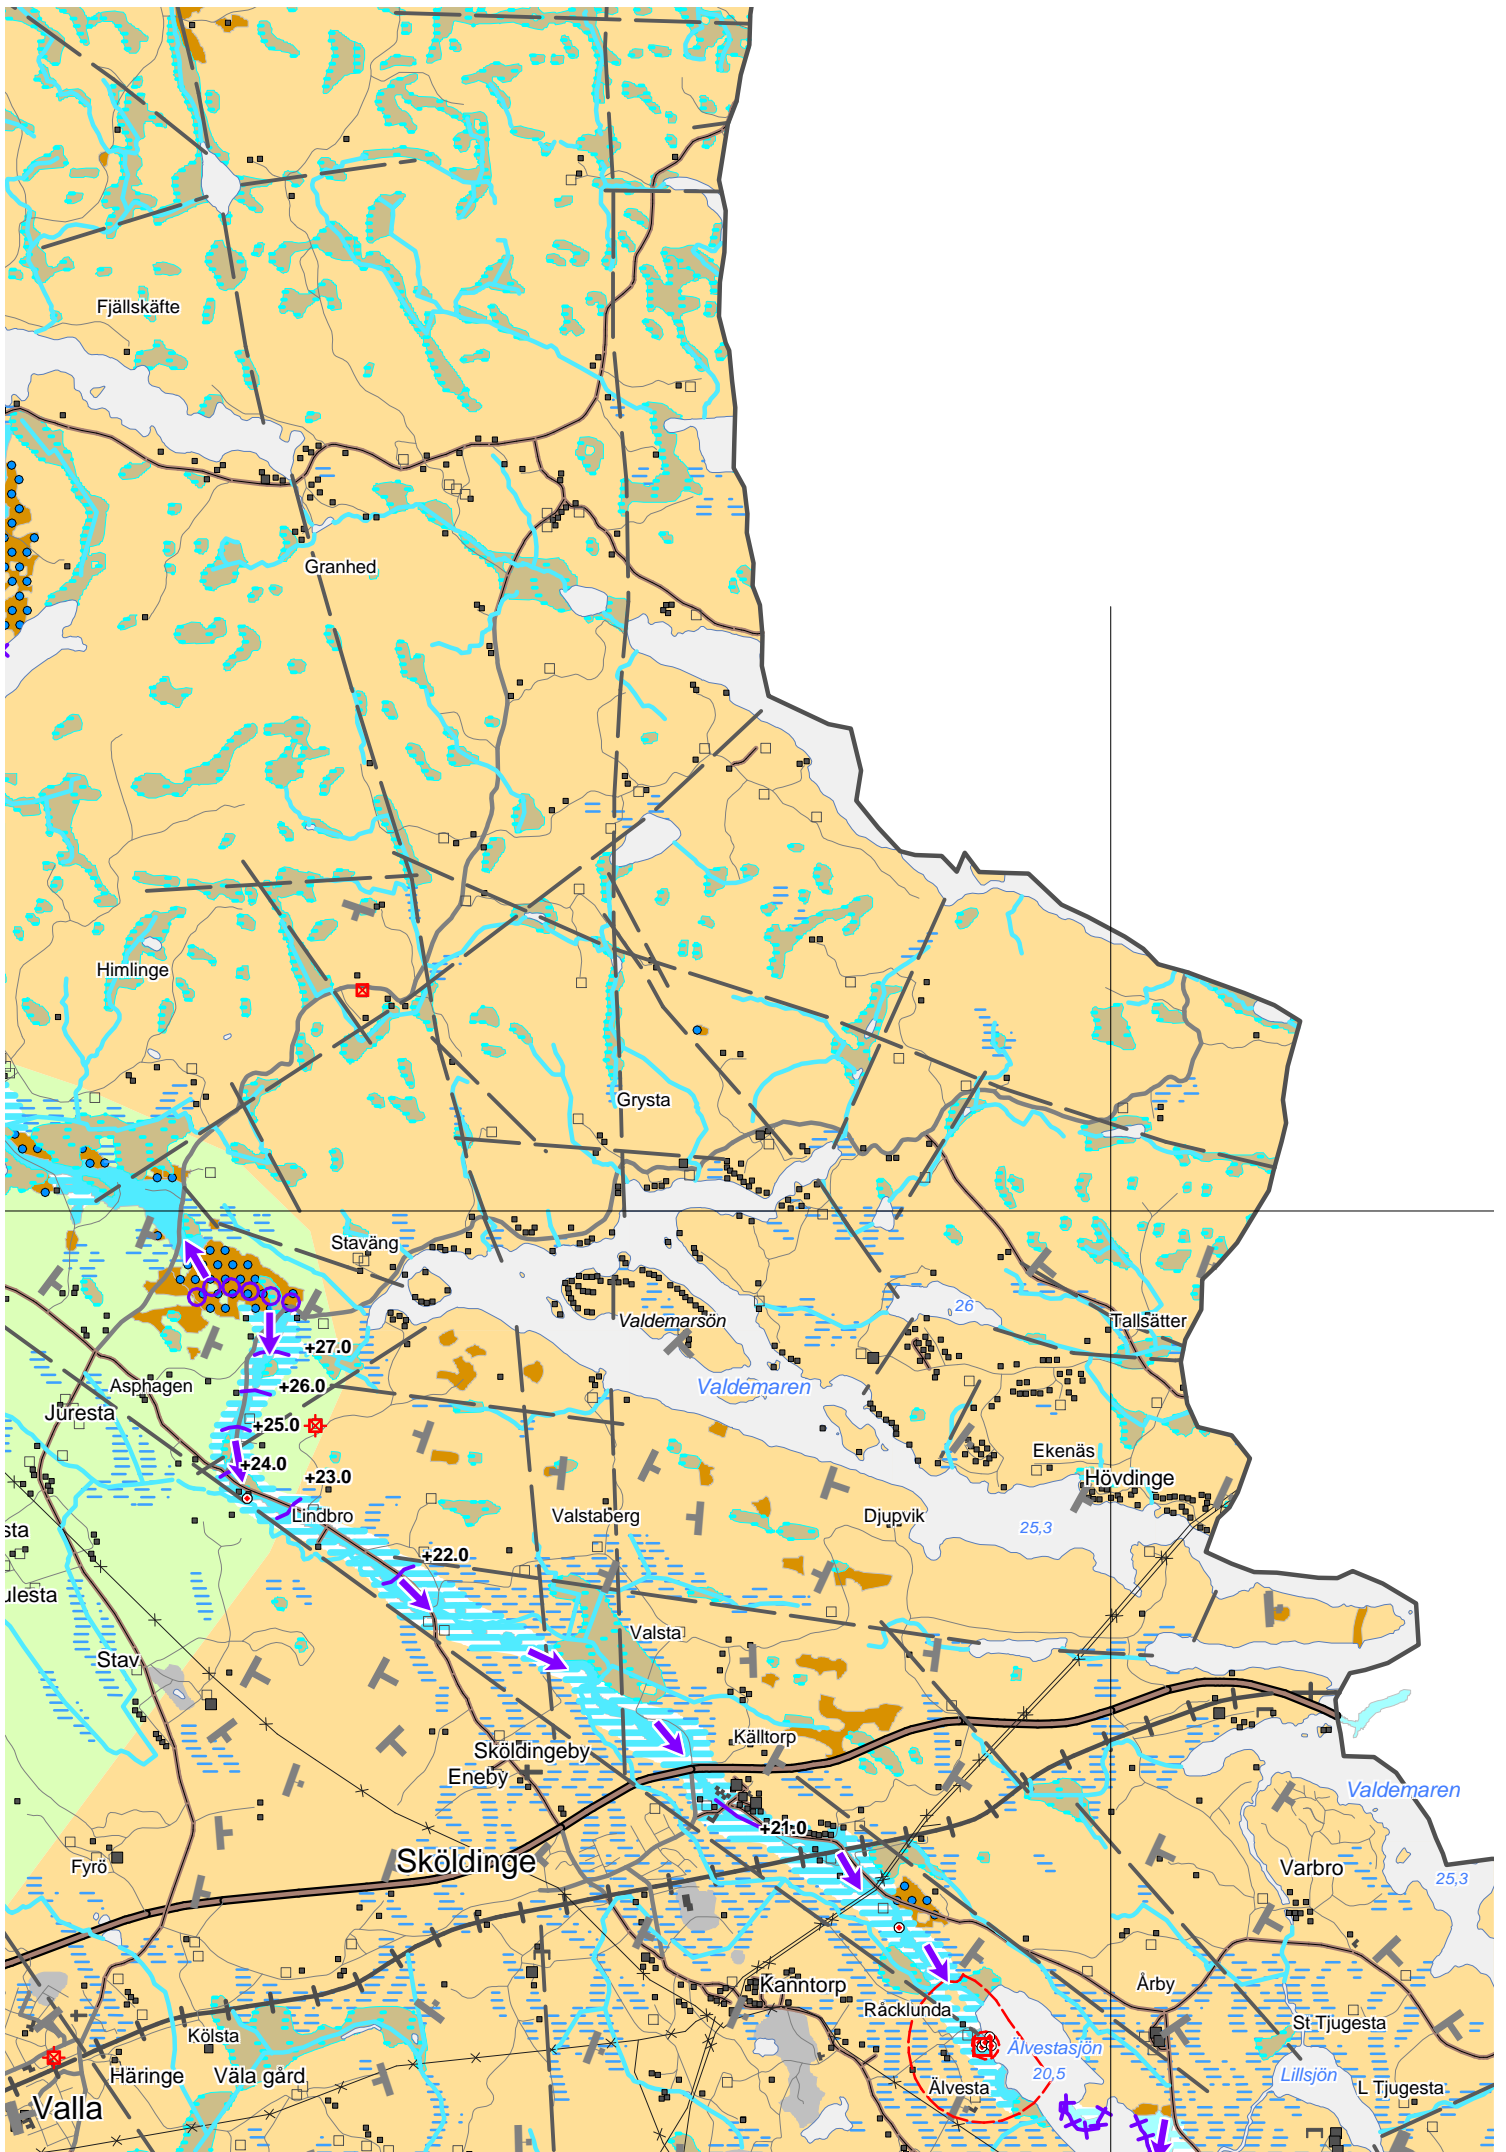 Fjällskäfte
Granhed
Himlinge
Grysta
Staväng
Valdemarsön
26
Tallsätter
+27.0
Asphagen
+26.0
Valdemaren
Juresta
+25.0
+24.0
+23.0
Ekenäs
Hövdinge
Lindbro
Valstaberg
Djupvik
25,3
sta
+22.0
ulesta
Valsta
Stav
Källtorp
Sköldingeby
Eneby
Valdemaren
+21.0
Sköldinge
Fyrö
Varbro
25,3
Kanntorp
Årby
Råcklunda
St Tjugesta
Kölsta
Älvestasjön
Häringe
Väla gård
20,5
Lillsjön
Älvesta
L Tjugesta
Valla